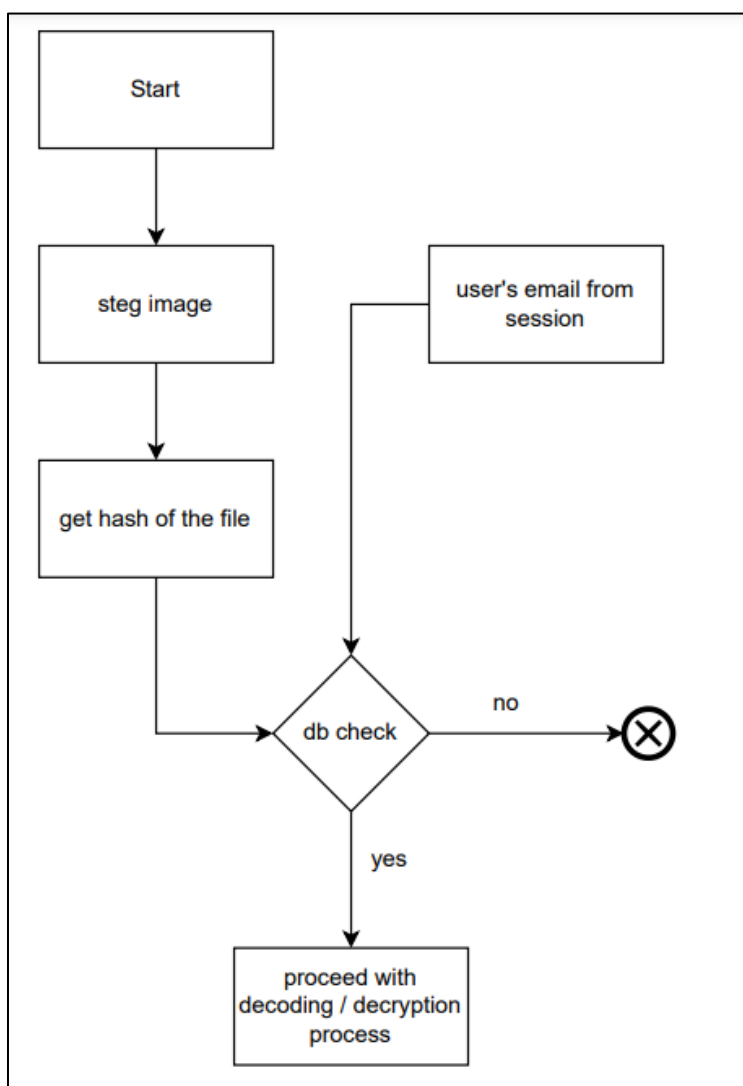 Start
steg image
user's email from
session
get hash of the file
db check
no
yes
proceed with
decoding / decryption
process